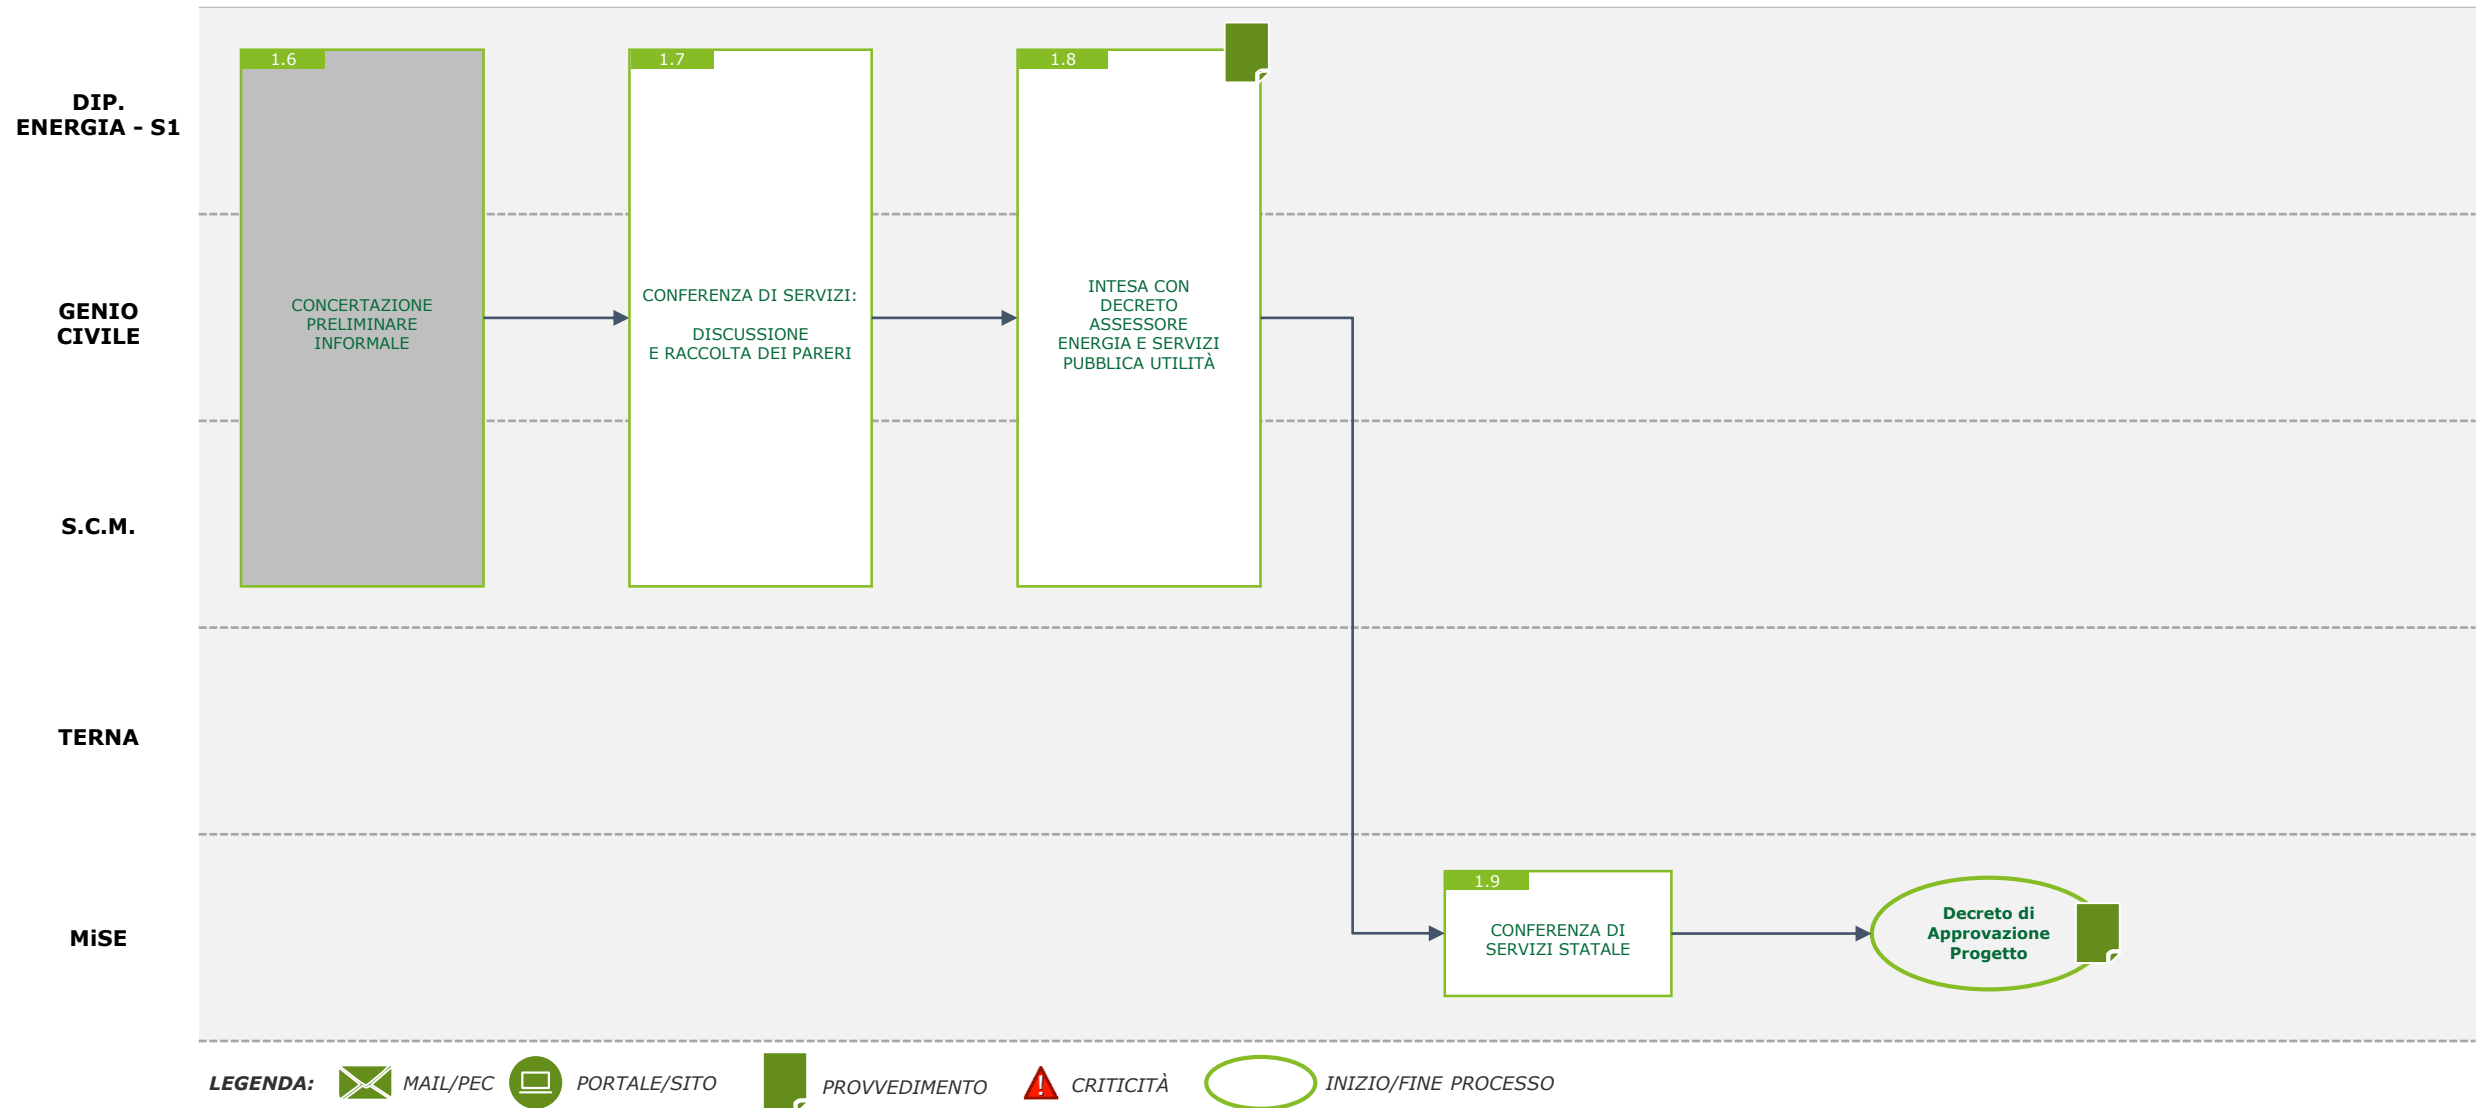 DIP.
ENERGIA - S1
1.6
CONCERTAZIONE
PRELIMINARE
INFORMALE
1.7
CONFERENZA DI SERVIZI:
DISCUSSIONE
E RACCOLTA DEI PARERI
1.8
INTESA CON
DECRETO
ASSESSORE
ENERGIA E SERVIZI
PUBBLICA UTILITÀ
GENIO
CIVILE
S.C.M.
TERNA
MiSE
1.9
CONFERENZA DI
SERVIZI STATALE
Decreto di
Approvazione
Progetto
LEGENDA: MAIL/PEC PORTALE/SITO PROVVEDIMENTO CRITICITÀ INIZIO/FINE PROCESSO